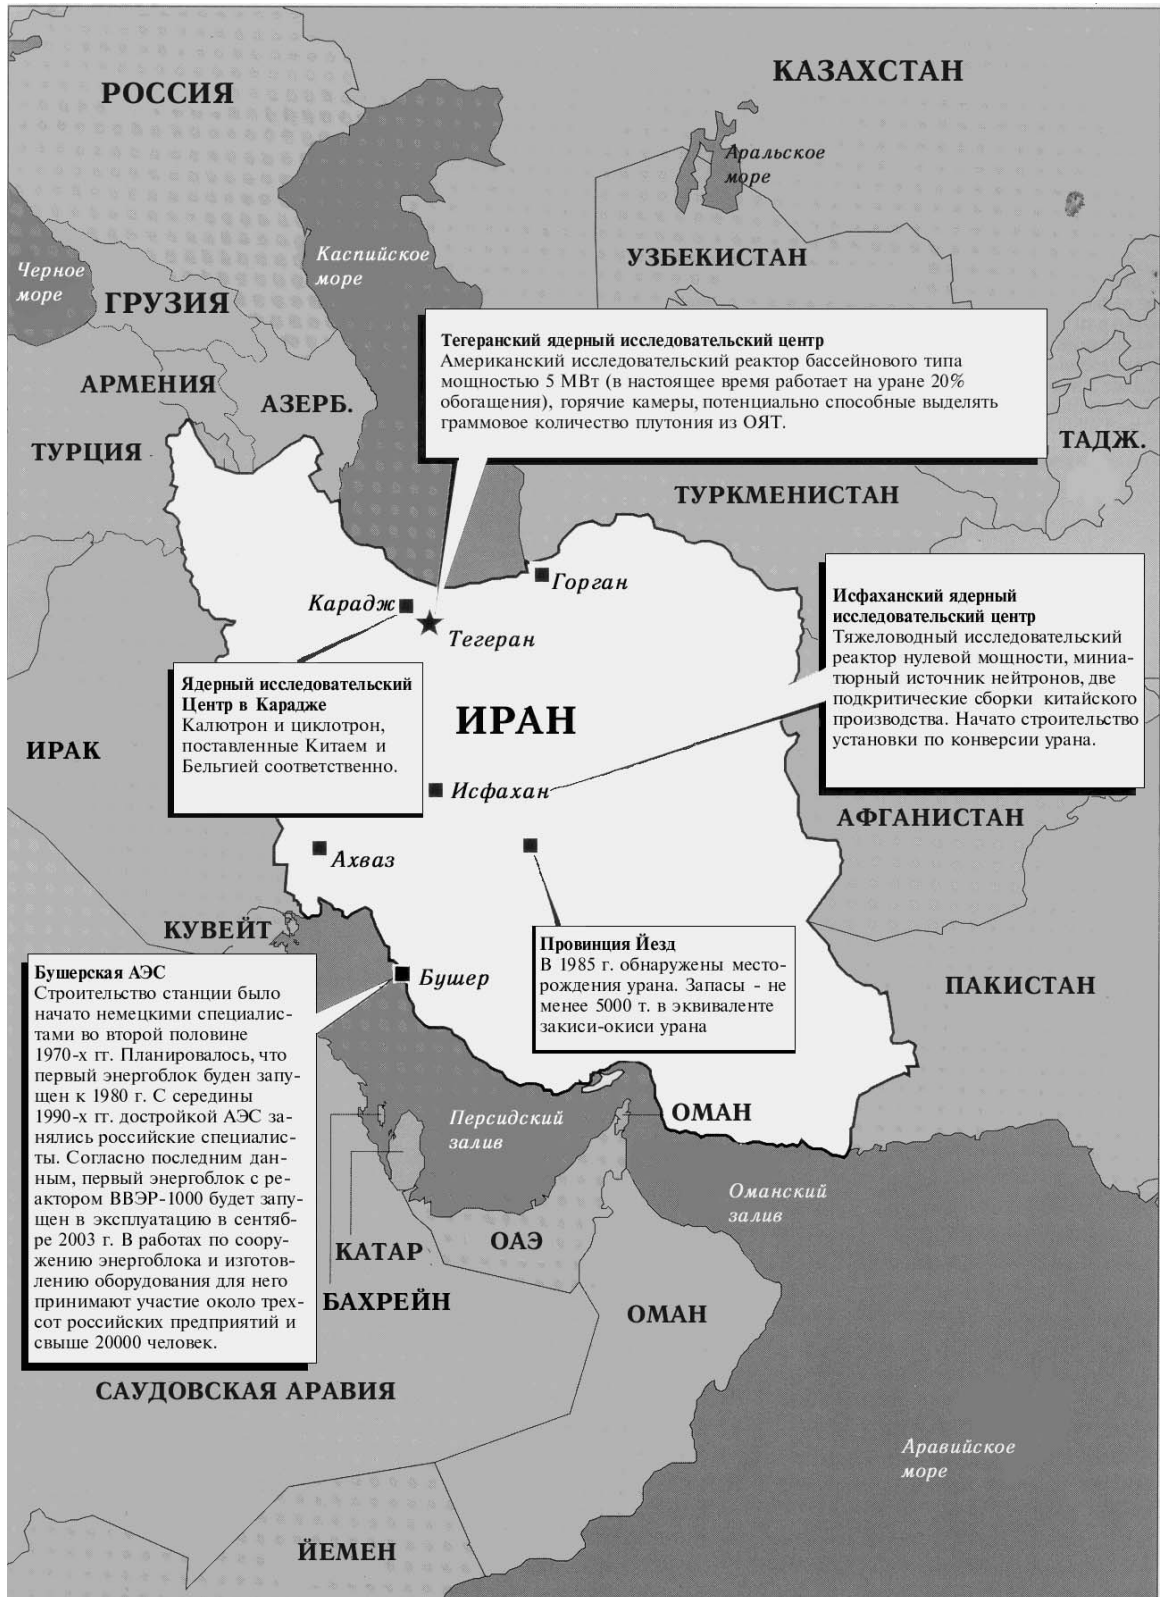 КАЗАХСТАН
РОССИЯ
Аральское
море
УЗБЕКИСТАН
Каспийское
море
Черное
море
ГРУЗИЯ
Тегеранский ядерный исследовательский центр
Американский исследовательский реактор бассейнового типа
мощностью 5 МВт (в настоящее время работает на уране 20%
обогащения), горячие камеры, потенциально способные выделять
граммовое количество плутония из ОЯТ.
АРМЕНИЯ
АЗЕРБ.
ТУРЦИЯ
ТАДЖ.
ТУРКМЕНИСТАН
Горган
Карадж
Тегеран
Исфаханский ядерный
исследовательский центр
Тяжеловодный исследовательский
реактор нулевой мощности, миниа-
тюрный источник нейтронов, две
подкритические сборки китайского
производства. Начато строительство
установки по конверсии урана.
Ядерный исследовательский
Центр в Карадже
Калютрон и циклотрон,
поставленные Китаем и
Бельгией соответственно.
ИРАН
ИРАК
Исфахан
АФГАНИСТАН
Ахваз
КУВЕЙТ
Провинция Йезд
В 1985 г. обнаружены место-
рождения урана. Запасы - не
менее 5000 т. в эквиваленте
закиси-окиси урана
Бушер
ПАКИСТАН
Бушерская АЭС
Строительство станции было
начато немецкими специалис-
тами во второй половине
1970-х гг. Планировалось, что
первый энергоблок буден запу-
щен к 1980 г. С середины
1990-х гг. достройкой АЭС за-
нялись российские специалис-
ты. Согласно последним дан-
ным, первый энергоблок с ре-
актором ВВЭР-1000 будет запу-
щен в эксплуатацию в сентяб-
ре 2003 г. В работах по соору-
жению энергоблока и изготов-
лению оборудования для него
принимают участие около трех-
сот российских предприятий и
свыше 20000 человек.
Персидский
залив
ОМАН
Оманский
залив
ОАЭ
КАТАР
БАХРЕЙН
ОМАН
САУДОВСКАЯ АРАВИЯ
Аравийское
море
ЙЕМЕН